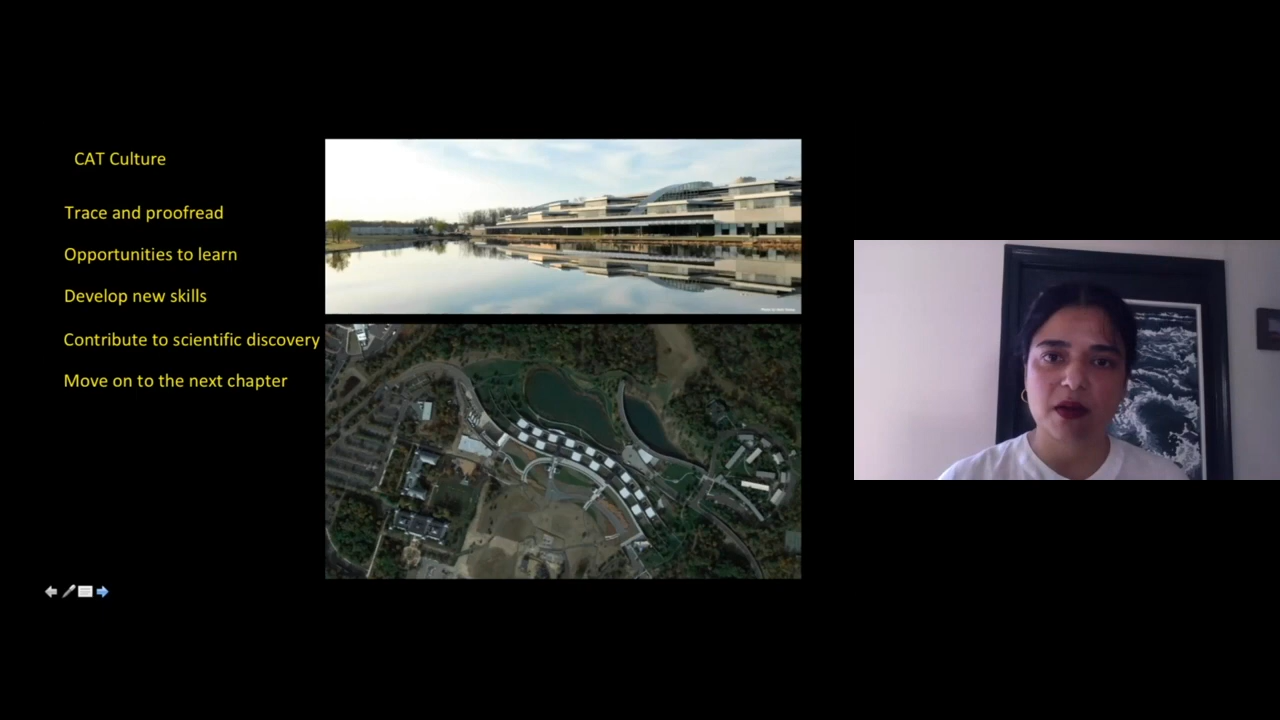 CAT Culture
Trace and proofread
Opportunities to learn
Develop new skills
Contribute to scientific discovery
Move on to the next chapter